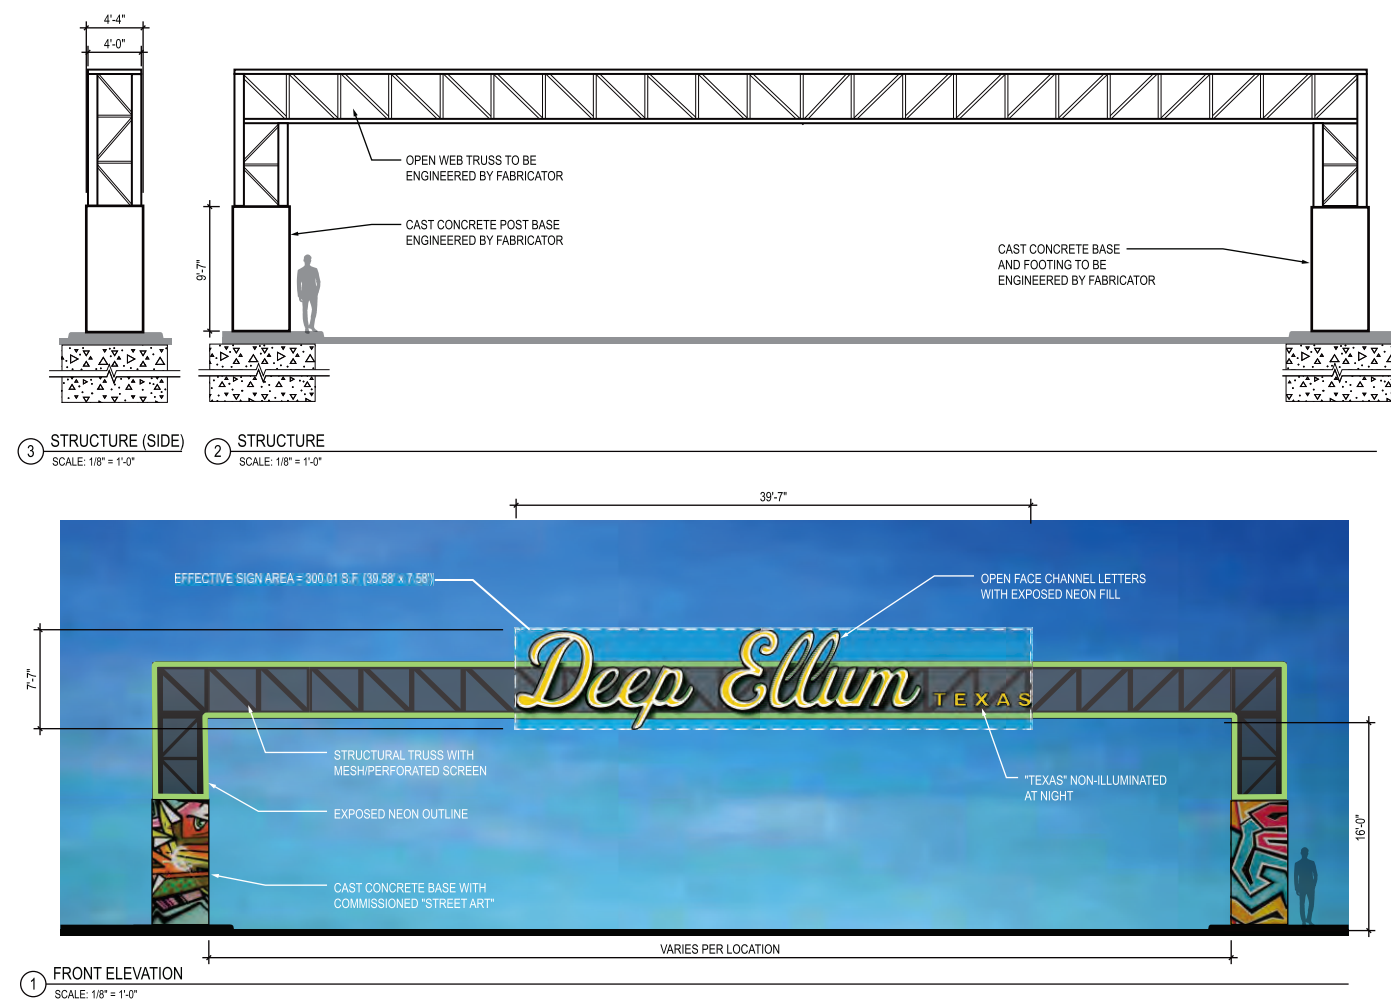 4'-4"
4'-0"
OPEN WEB TRUSS TO BE
ENGINEERED BY FABRICATOR
CAST CONCRETE POST BASE
ENGINEERED BY FABRICATOR
9'-7"
CAST CONCRETE BASE
AND FOOTING TO BE
ENGINEERED BY FABRICATOR
3 STRUCTURE (SIDE)
SCALE: 1/8" = 1'-0"
2 STRUCTURE
SCALE: 1/8" = 1'-0"
39'-7"
EFFECTIVE SIGN AREA = 300.01 S.F. (39.58' x 7.58')
OPEN FACE CHANNEL LETTERS
WITH EXPOSED NEON FILL
7'-7"
Deep Ellum
TEXAS
STRUCTURAL TRUSS WITH
MESH/PERFORATED SCREEN
"TEXAS" NON-ILLUMINATED
AT NIGHT
EXPOSED NEON OUTLINE
16'-0"
CAST CONCRETE BASE WITH
COMMISSIONED "STREET ART"
VARIES PER LOCATION
1 FRONT ELEVATION
SCALE: 1/8" = 1'-0"